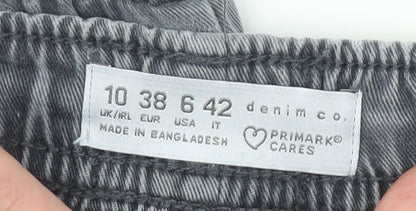 10 38 6 42 denim co.
UK/IRL EUR USA IT
MADE IN BANGLADESH
PRIMARK®
CARES